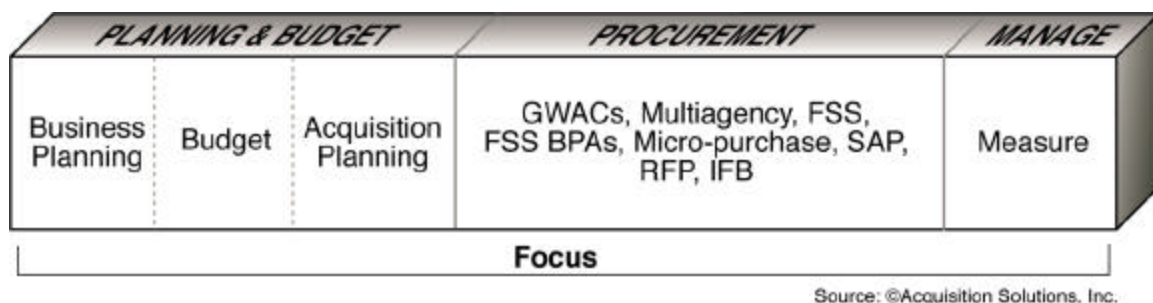 PLANNING & BUDGET PROCUREMENT MANAGE
Business Planning
Budget
Acquisition Planning
GWACs, Multiagency, FSS,
FSS BPAs, Micro-purchase, SAP,
RFP, IFB
Measure
Focus
Source: ©Acquisition Solutions, Inc.